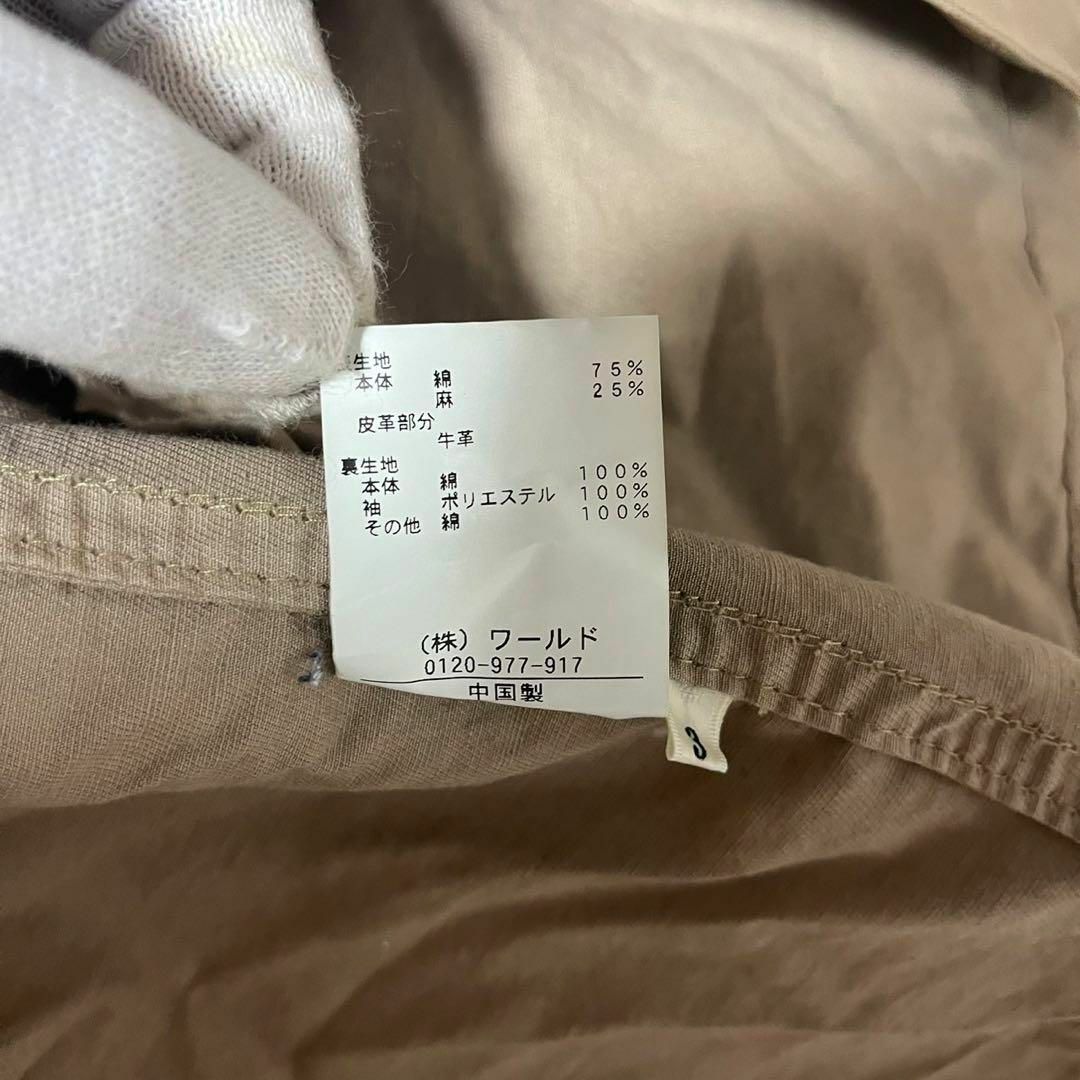 生地
本体 綿 75%
麻 25%
皮革部分
牛革
裏生地
本体 綿 100%
袖 ポリエステル 100%
その他 綿 100%
(株) ワールド
0120-977-917
中国製
3